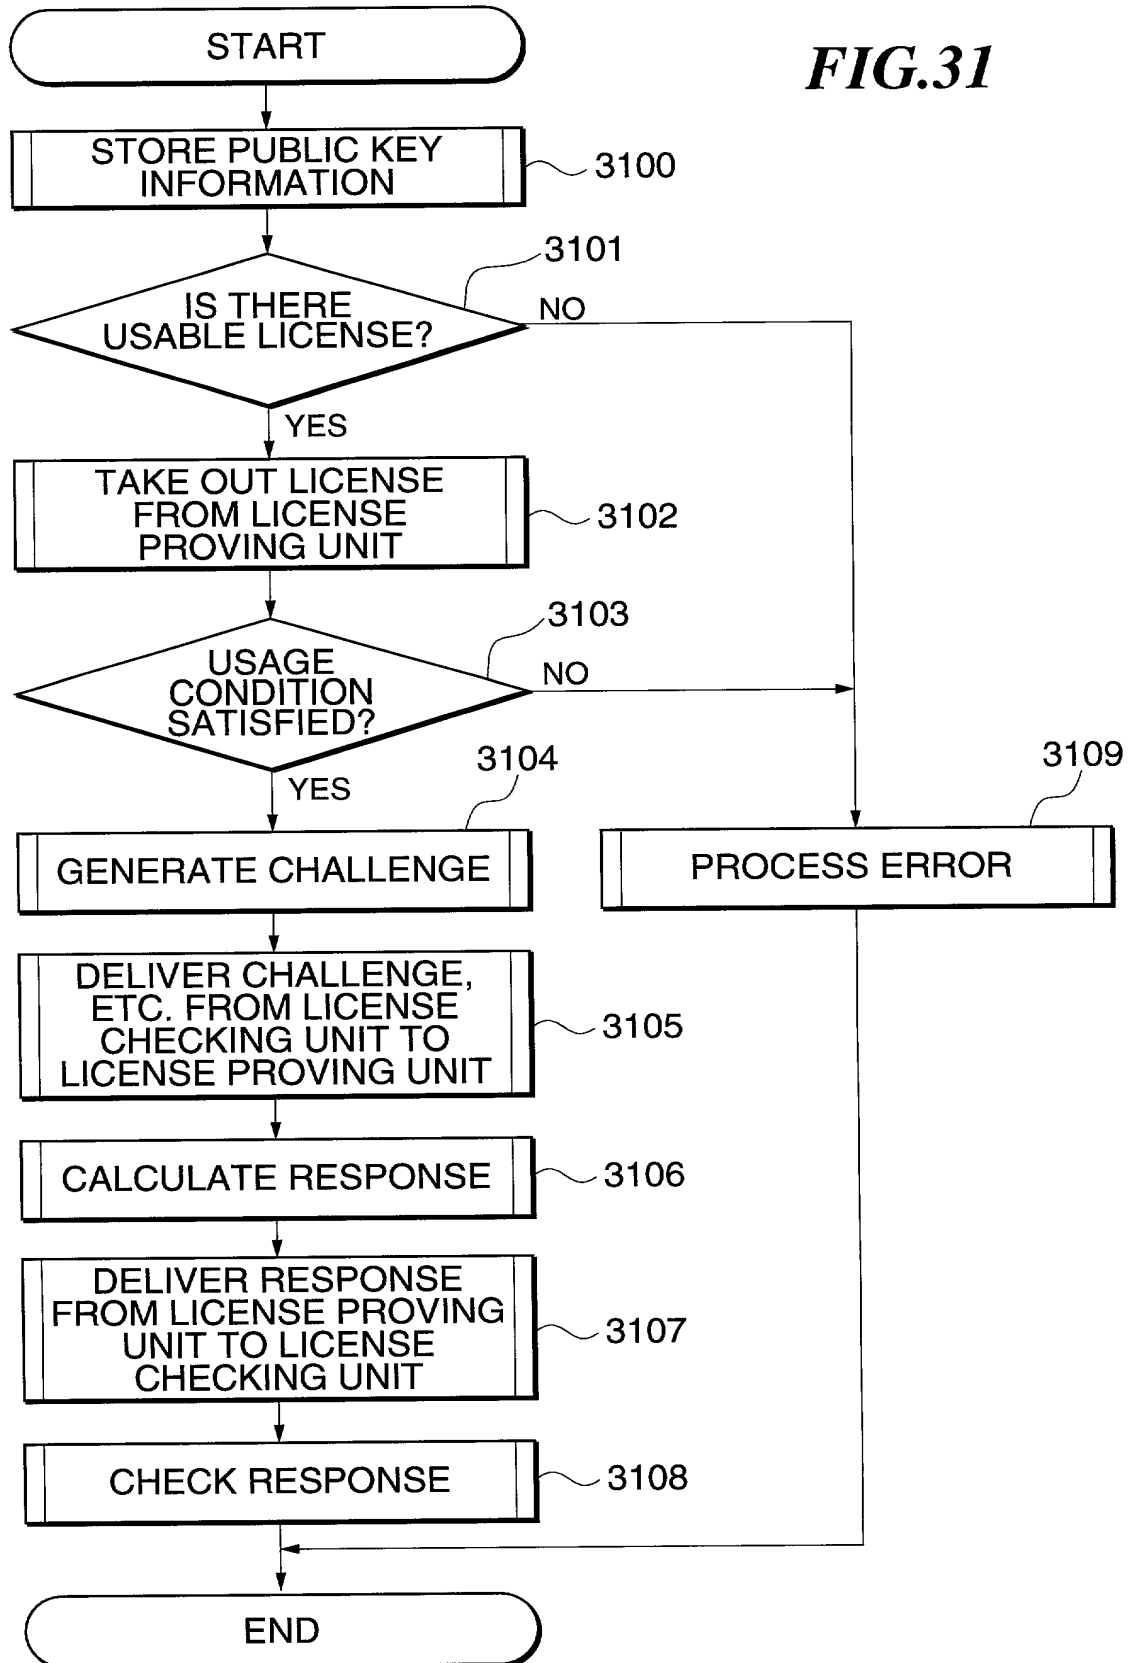 START
FIG.31
STORE PUBLIC KEY
INFORMATION
3100
3101
IS THERE
USABLE LICENSE?
NO
YES
TAKE OUT LICENSE
FROM LICENSE
PROVING UNIT
3102
3103
USAGE
CONDITION
SATISFIED?
NO
YES
3104
GENERATE CHALLENGE
3109
PROCESS ERROR
DELIVER CHALLENGE,
ETC. FROM LICENSE
CHECKING UNIT TO
LICENSE PROVING UNIT
3105
CALCULATE RESPONSE
3106
DELIVER RESPONSE
FROM LICENSE PROVING
UNIT TO LICENSE
CHECKING UNIT
3107
CHECK RESPONSE
3108
END